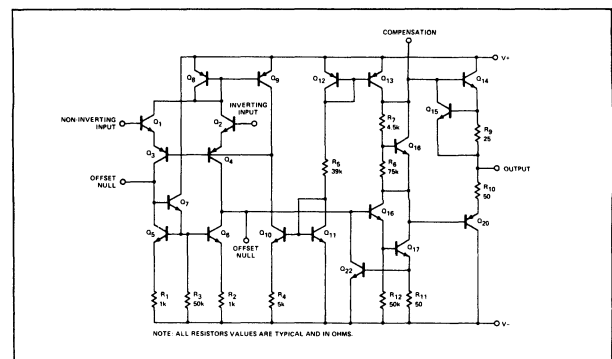 COMPENSATION
V+
Q8
Q9
Q12
Q13
Q14
Q15
NON-INVERTING
INPUT
Q1
INVERTING
INPUT
Q2
R7
4.5k
Q18
R9
25
Q3
Q4
R5
39k
R6
75k
OUTPUT
OFFSET
NULL
Q7
R10
50
Q16
Q5
Q6
OFFSET
NULL
Q10
Q11
Q20
Q17
Q22
R1
1k
R3
50k
R2
1k
R4
5k
R12
50k
R11
50
V−
NOTE: ALL RESISTORS VALUES ARE TYPICAL AND IN OHMS.